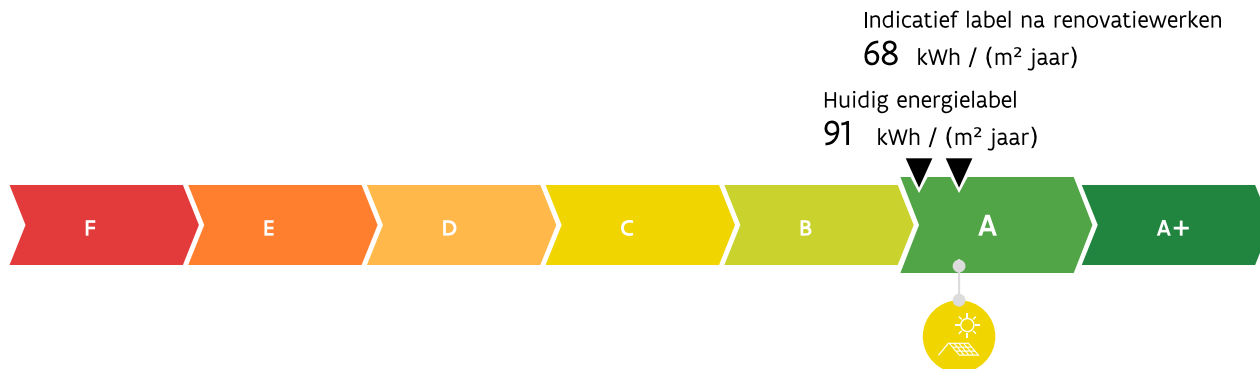 Indicatief label na renovatiewerken
68 kWh / (m² jaar)
Huidig energielabel
91 kWh / (m² jaar)
F E D C B A A+